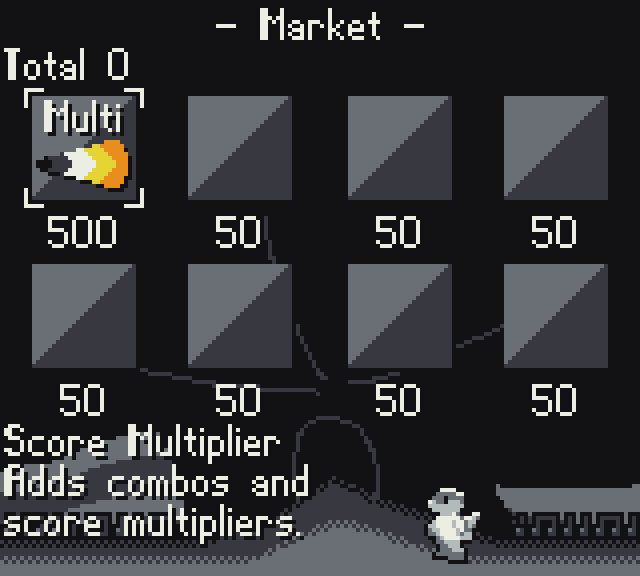 - Market -
Total 0
Multi
500 50 50 50
50 50 50 50
Score Multiplier
Adds combos and
score multipliers.